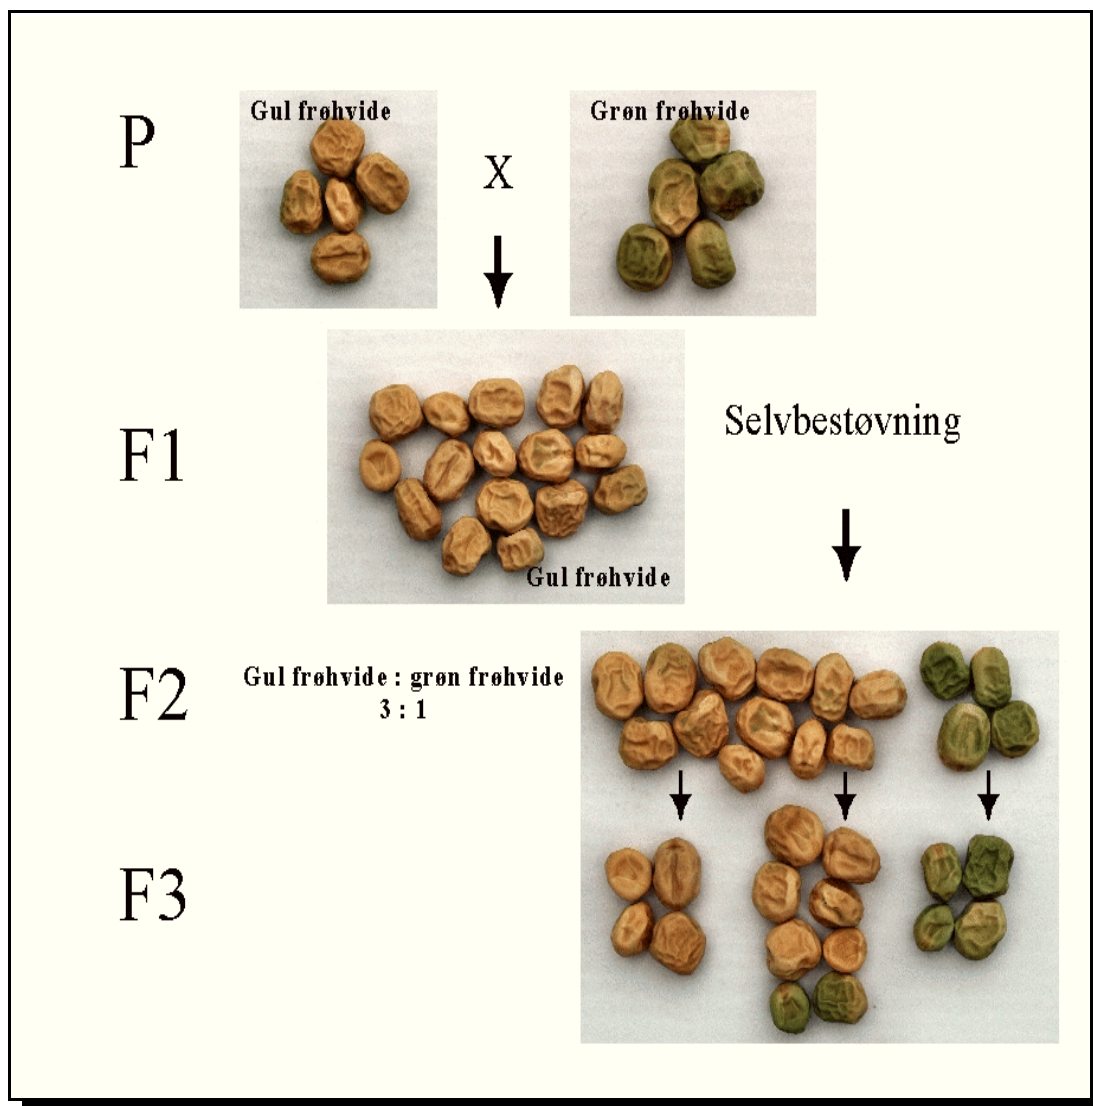 P
Gul frøhvide
X
Grøn frøhvide
F1
Selvbestøvning
Gul frøhvide
F2
Gul frøhvide : grøn frøhvide
3 : 1
F3